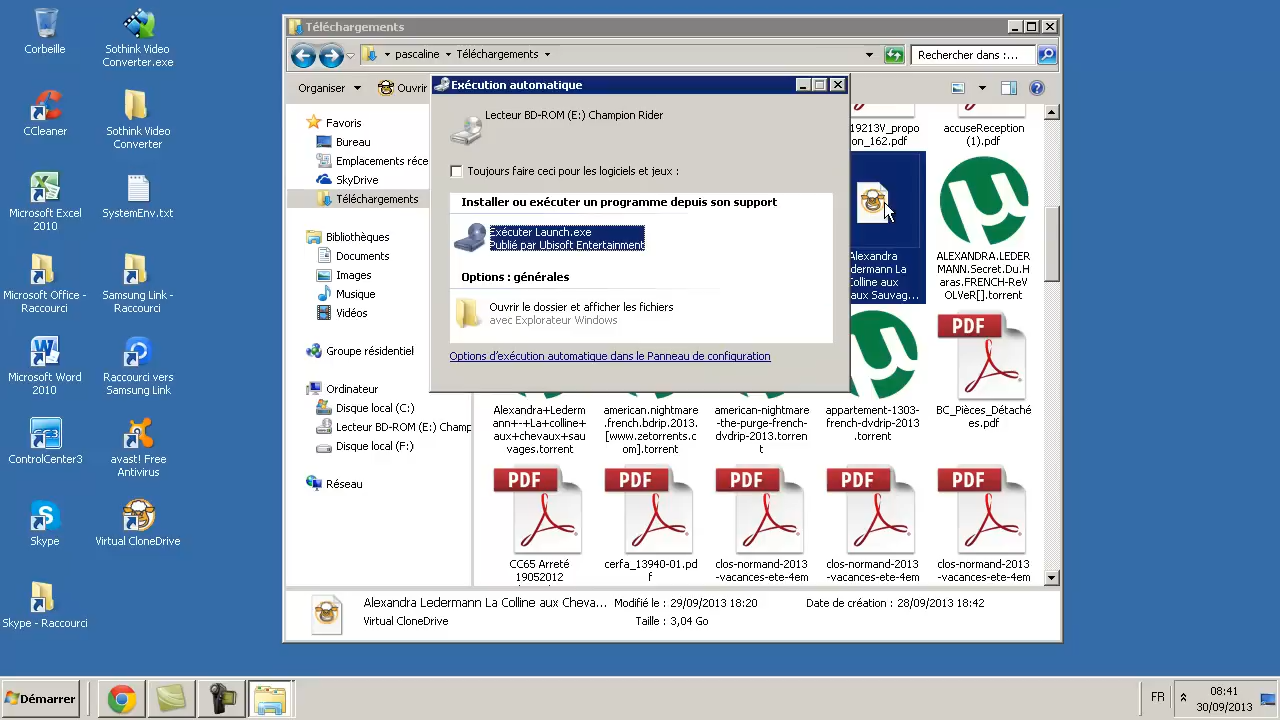 Corbeille
Sothink Video
Converter.exe
CCleaner
Sothink Video
Converter
Microsoft Excel
2010
SystemEnv.txt
Microsoft Office -
Raccourci
Samsung Link -
Raccourci
Microsoft Word
2010
Raccourci vers
Samsung Link
ControlCenter3
avast! Free
Antivirus
Skype
Virtual CloneDrive
Skype - Raccourci
Téléchargements
pascaline
Téléchargements
Rechercher dans :...
Organiser
Ouvrir
Favoris
Bureau
Emplacements réce
SkyDrive
Téléchargements
Bibliothèques
Documents
Images
Musique
Vidéos
Groupe résidentiel
Ordinateur
Disque local (C:)
Lecteur BD-ROM (E:) Champ
Disque local (F:)
Réseau
Exécution automatique
Lecteur BD-ROM (E:) Champion Rider
Toujours faire ceci pour les logiciels et jeux :
Installer ou exécuter un programme depuis son support
Exécuter Launch.exe
Publié par Ubisoft Entertainment
Options : générales
Ouvrir le dossier et afficher les fichiers
avec Explorateur Windows
Options d'exécution automatique dans le Panneau de configuration
19213V_propo
on_162.pdf
accuseReception
(1).pdf
Alexandra
edermann La
Colline aux
aux Sauvag...
ALEXANDRA.LEDER
MANN.Secret.Du.H
aras.FRENCH-ReV
OLVeR[].torrent
Alexandra+Lederm
ann+-+La+colline+
aux+chevaux+sau
vages.torrent
american.nightmare
.french.bdrip.2013.
[www.zetorrents.c
om].torrent
american-nightmare
-the-purge-french-
dvdrip-2013.torren
t
appartement-1303-
french-dvdrip-2013
.torrent
PDF
BC_Pièces_Détaché
es.pdf
PDF
CC65 Arreté
19052012
PDF
cerfa_13940-01.pd
f
PDF
clos-normand-2013
-vacances-ete-4em
PDF
clos-normand-2013
-vacances-ete-4em
PDF
clos-normand-2013
-vacances-ete-4em
Alexandra Ledermann La Colline aux Cheva...
Modifié le : 29/09/2013 18:20
Date de création : 28/09/2013 18:42
Virtual CloneDrive
Taille : 3,04 Go
Démarrer
FR
08:41
30/09/2013